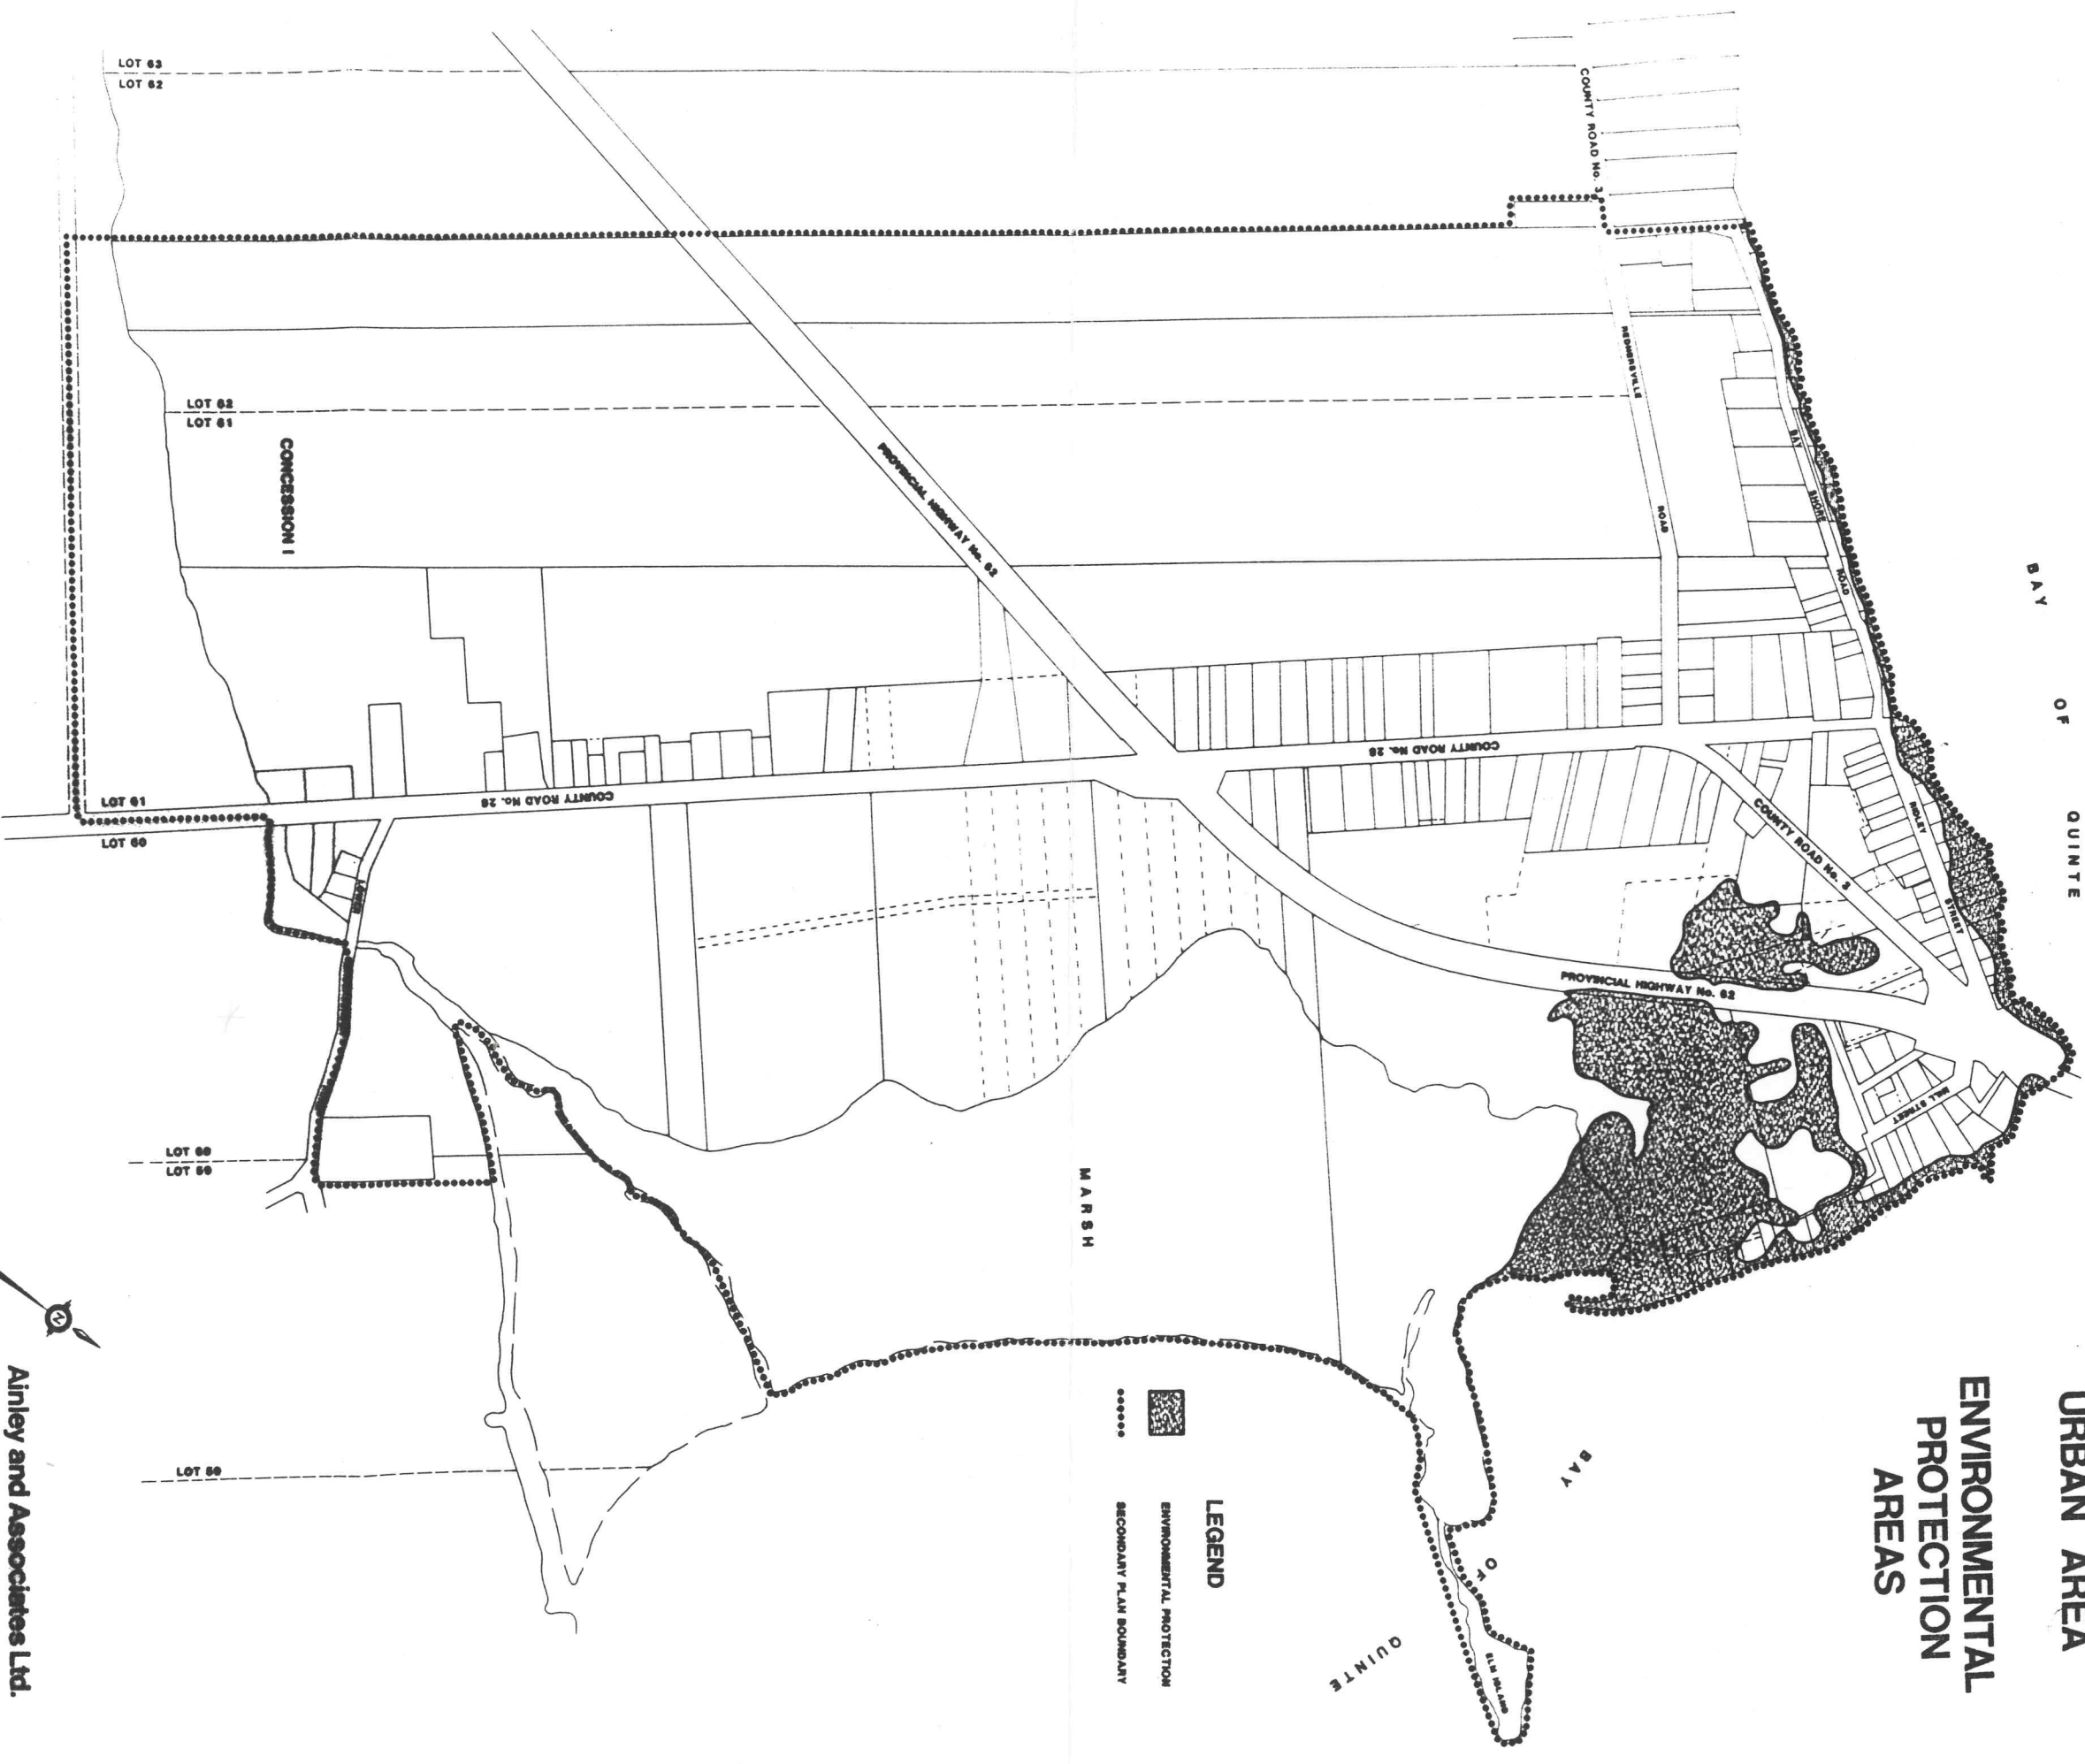 URBAN AREA
ENVIRONMENTAL
PROTECTION
AREAS
BAY OF QUINTE
COUNTY ROAD No. 3
REDNERSVILLE ROAD
BAY SHORE ROAD
RIDLEY STREET
COUNTY ROAD No. 3
COUNTY ROAD No. 28
PROVINCIAL HIGHWAY No. 62
BELL STREET
PROVINCIAL HIGHWAY No. 62
COUNTY ROAD No. 28
CONCESSION I
LOT 63
LOT 62
LOT 62
LOT 61
LOT 61
LOT 60
LOT 60
LOT 59
LOT 59
MARSH
BAY OF QUINTE
ELM ISLAND
LEGEND
ENVIRONMENTAL PROTECTION
SECONDARY PLAN BOUNDARY
N
Ainley and Associates Ltd.